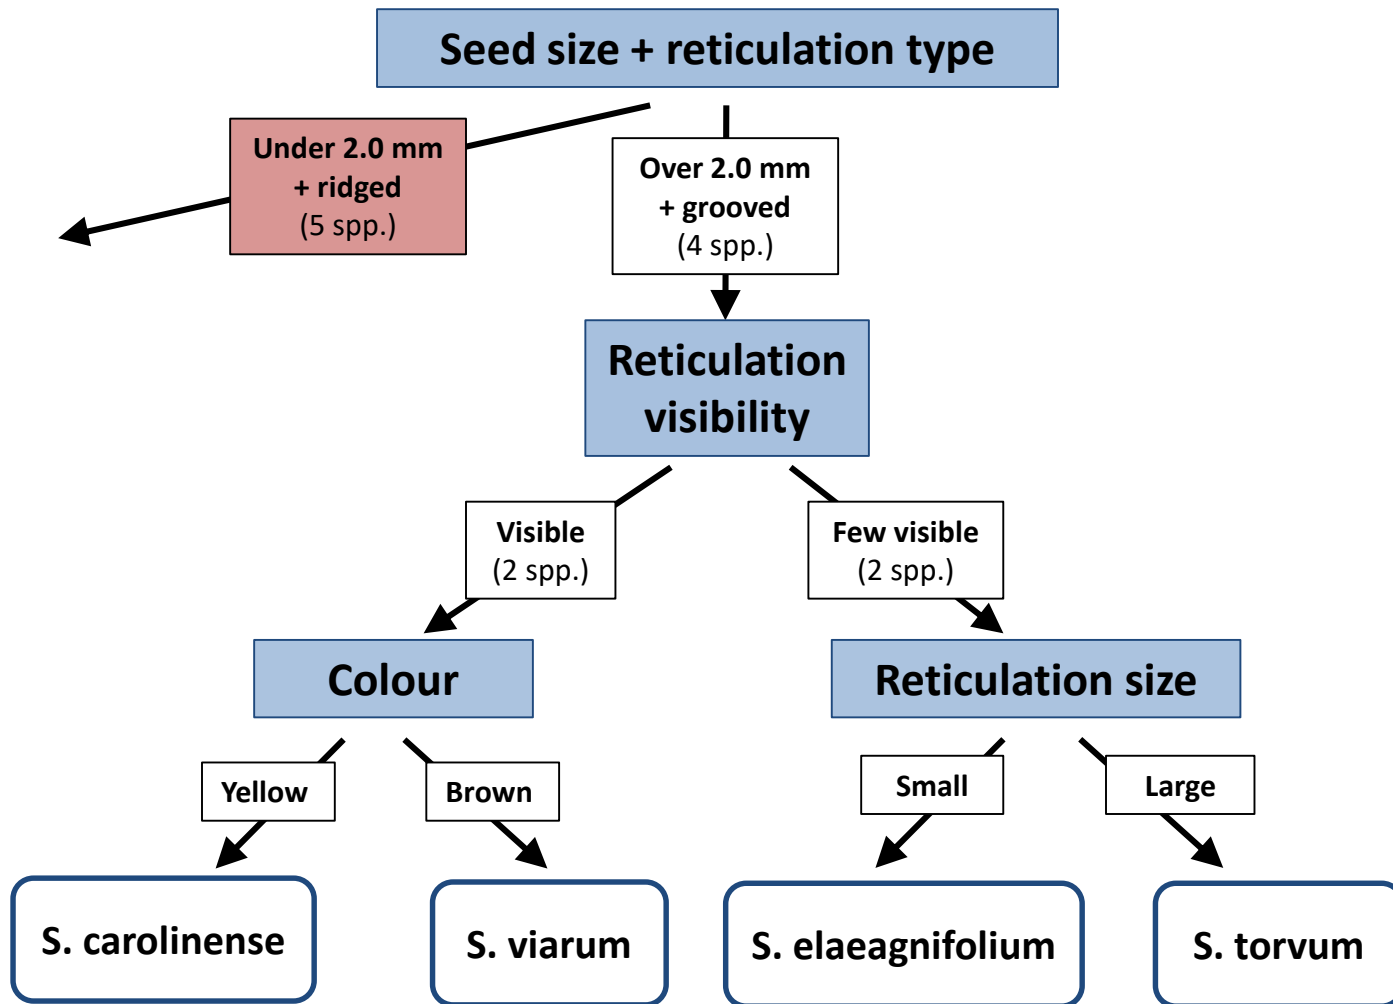 Seed size + reticulation type
Under 2.0 mm
+ ridged
(5 spp.)
Over 2.0 mm
+ grooved
(4 spp.)
Reticulation
visibility
Visible
(2 spp.)
Few visible
(2 spp.)
Colour
Reticulation size
Yellow
Brown
Small
Large
S. carolinense
S. viarum
S. elaeagnifolium
S. torvum